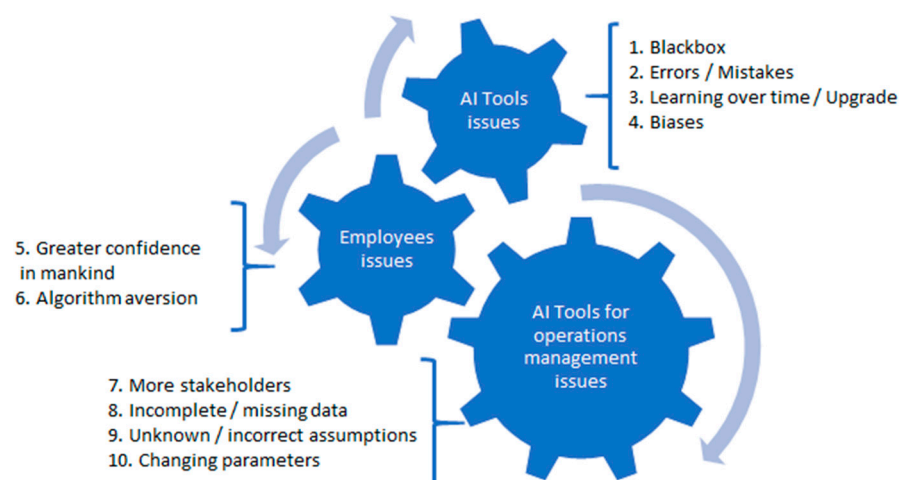 AI Tools
issues
1. Blackbox
2. Errors / Mistakes
3. Learning over time / Upgrade
4. Biases
Employees
issues
5. Greater confidence
in mankind
6. Algorithm aversion
AI Tools for
operations
management
issues
7. More stakeholders
8. Incomplete / missing data
9. Unknown / incorrect assumptions
10. Changing parameters